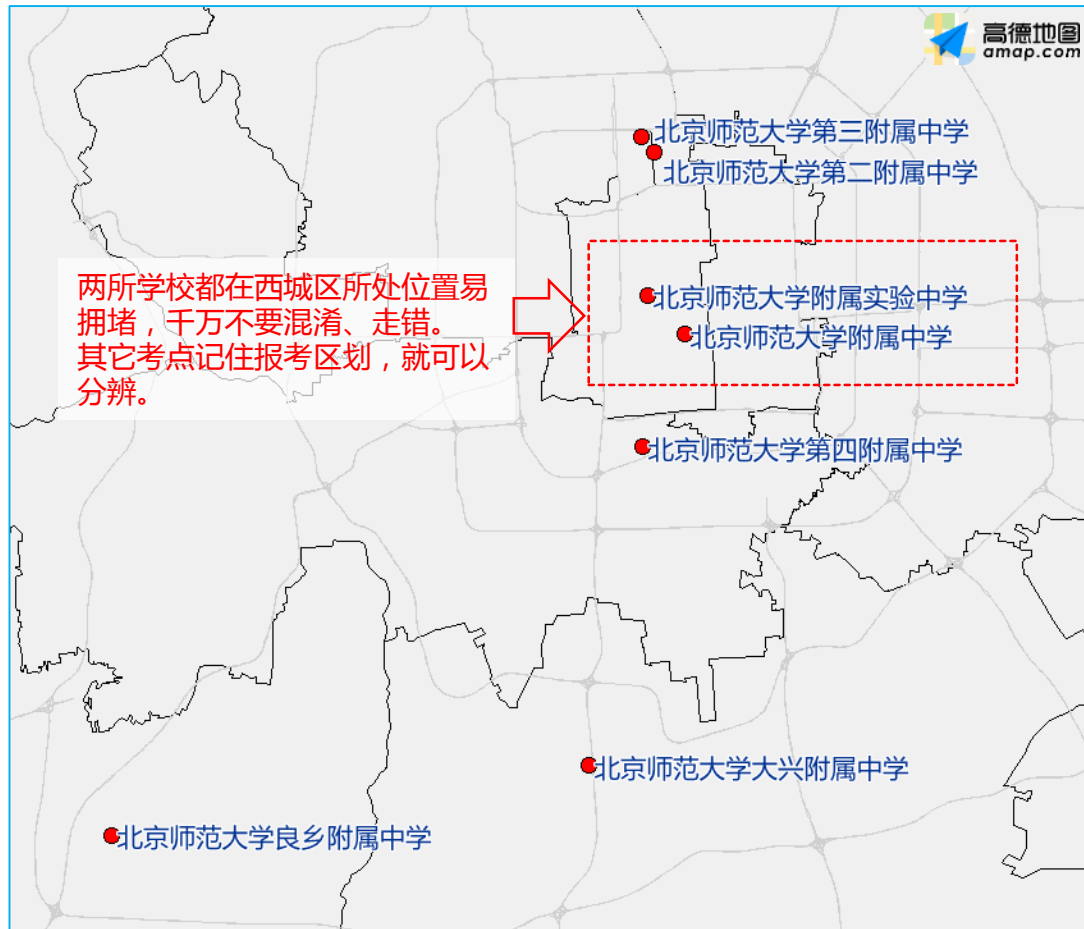 高德地图
amap.com
北京师范大学第三附属中学
北京师范大学第二附属中学
两所学校都在西城区所处位置易
拥堵，千万不要混淆、走错。
其它考点记住报考区划，就可以
分辨。
北京师范大学附属实验中学
北京师范大学附属中学
北京师范大学第四附属中学
北京师范大学大兴附属中学
北京师范大学良乡附属中学